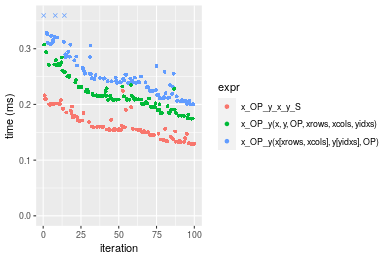 0.3
0.2
0.1
0.0
time (ms)
0
25
50
75
100
iteration
expr
x_OP_y_x_y_S
x_OP_y(x, y, OP, xrows, xcols, yidxs)
x_OP_y(x[xrows, xcols], y[yidxs], OP)